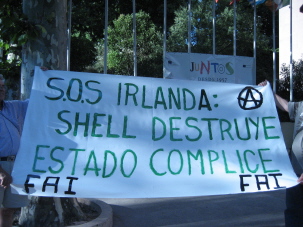 JUNTOS
S.O.S IRLANDA:
SHELL DESTRUYE
ESTADO COMPLICE
FAI FAI